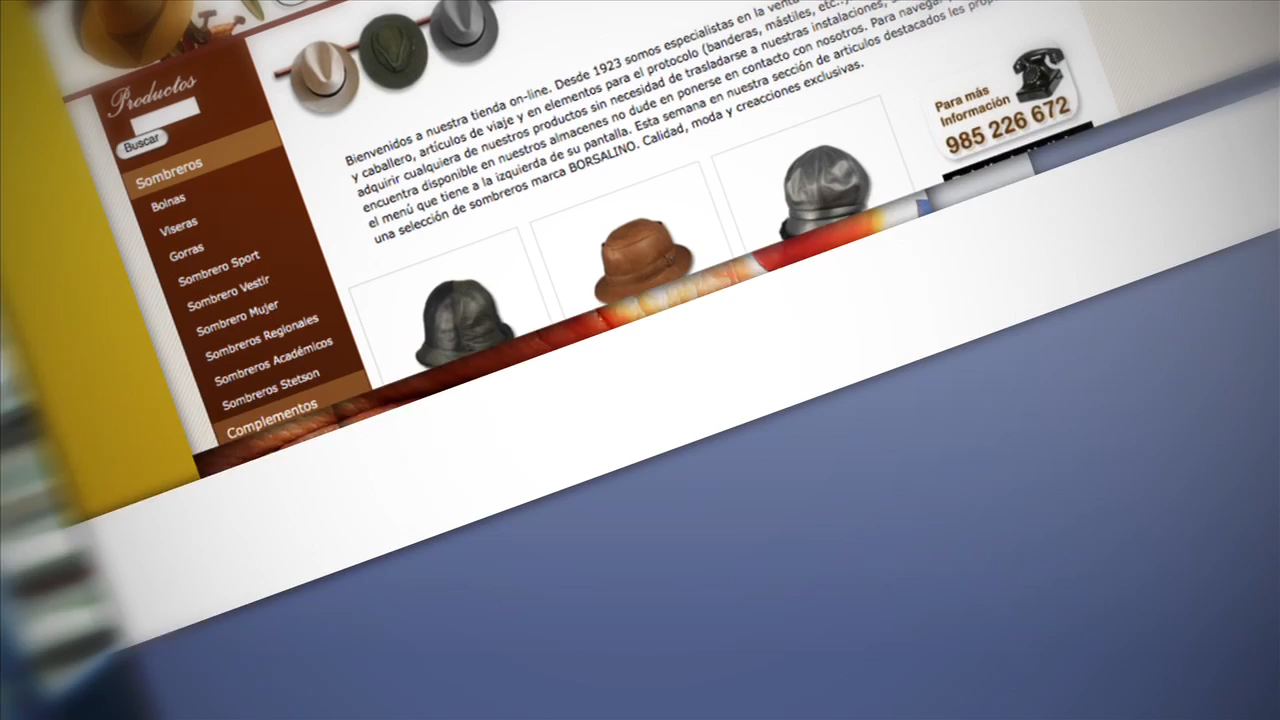 Productos
Buscar
Sombreros
Boinas
Viseras
Gorras
Sombrero Sport
Sombrero Vestir
Sombrero Mujer
Sombreros Regionales
Sombreros Académicos
Sombreros Stetson
Complementos
Bienvenidos a nuestra tienda on-line. Desde 1923 somos especialistas en la
y caballero, artículos de viaje y en elementos para el protocolo (banderas, mástiles, etc.
adquirir cualquiera de nuestros productos sin necesidad de trasladarse a nuestras instalaciones,
encuentra disponible en nuestros almacenes no dude en ponerse en contacto con nosotros. Para
el menú que tiene a la izquierda de su pantalla. Esta semana en nuestra sección de artículos destacados les
una selección de sombreros marca BORSALINO. Calidad, moda y creacciones exclusivas.
Para más
Información
985 226 672